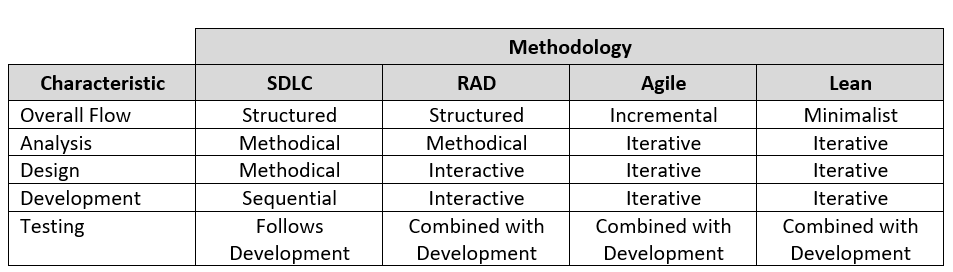 Methodology
Characteristic SDLC RAD Agile Lean
Overall Flow Structured Structured Incremental Minimalist
Analysis Methodical Methodical Iterative Iterative
Design Methodical Interactive Iterative Iterative
Development Sequential Interactive Iterative Iterative
Testing Follows Combined with Combined with Combined with
Development Development Development Development